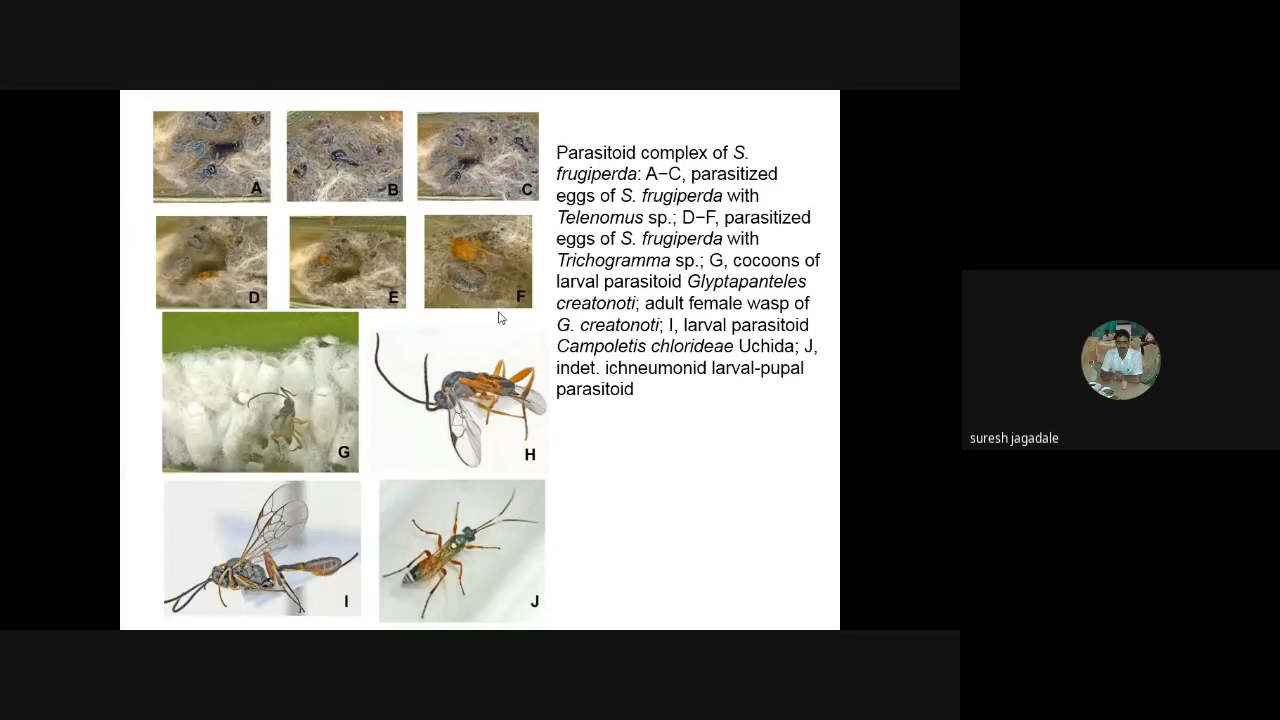 A
B
C
D
E
F
G
H
I
J
Parasitoid complex of S.
frugiperda: A−C, parasitized
eggs of S. frugiperda with
Telenomus sp.; D−F, parasitized
eggs of S. frugiperda with
Trichogramma sp.; G, cocoons of
larval parasitoid Glyptapanteles
creatonoti; adult female wasp of
G. creatonoti; I, larval parasitoid
Campoletis chlorideae Uchida; J,
indet. ichneumonid larval-pupal
parasitoid
suresh jagadale